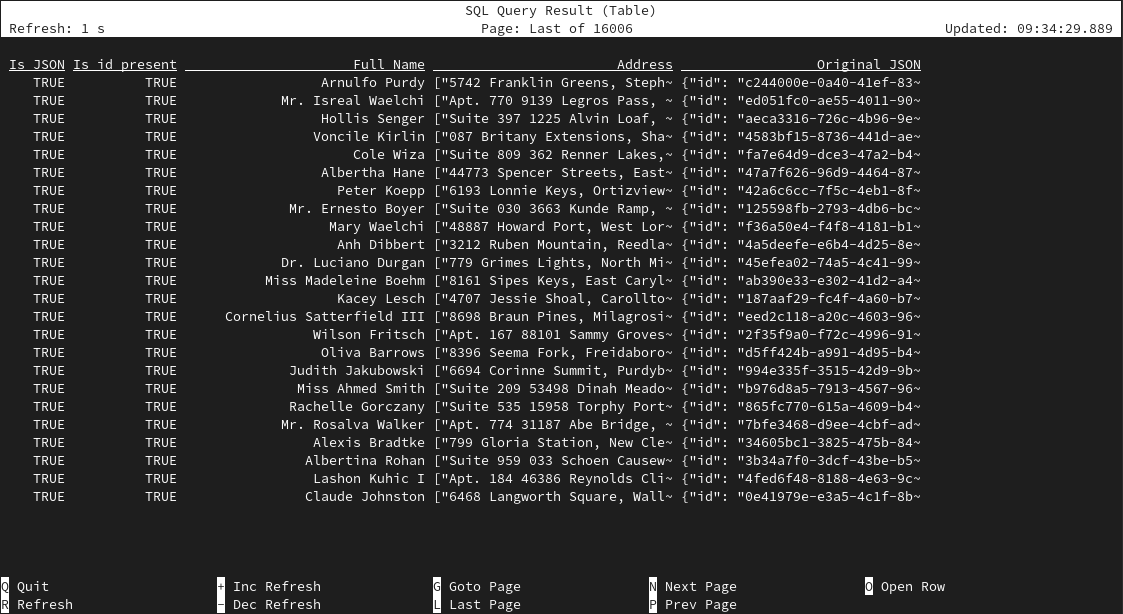 SQL Query Result (Table)
Refresh: 1 s Page: Last of 16006 Updated: 09:34:29.889
Is JSON Is id present Full Name Address Original JSON
TRUE TRUE Arnulfo Purdy ["5742 Franklin Greens, Steph~ {"id": "c244000e-0a40-41ef-83~
TRUE TRUE Mr. Isreal Waelchi ["Apt. 770 9139 Legros Pass, ~ {"id": "ed051fc0-ae55-4011-90~
TRUE TRUE Hollis Senger ["Suite 397 1225 Alvin Loaf, ~ {"id": "aeca3316-726c-4b96-9e~
TRUE TRUE Voncile Kirlin ["087 Britany Extensions, Sha~ {"id": "4583bf15-8736-441d-ae~
TRUE TRUE Cole Wiza ["Suite 809 362 Renner Lakes,~ {"id": "fa7e64d9-dce3-47a2-b4~
TRUE TRUE Albertha Hane ["44773 Spencer Streets, East~ {"id": "47a7f626-96d9-4464-87~
TRUE TRUE Peter Koepp ["6193 Lonnie Keys, Ortizview~ {"id": "42a6c6cc-7f5c-4eb1-8f~
TRUE TRUE Mr. Ernesto Boyer ["Suite 030 3663 Kunde Ramp, ~ {"id": "125598fb-2793-4db6-bc~
TRUE TRUE Mary Waelchi ["48887 Howard Port, West Lor~ {"id": "f36a50e4-f4f8-4181-b1~
TRUE TRUE Anh Dibbert ["3212 Ruben Mountain, Reedla~ {"id": "4a5deefe-e6b4-4d25-8e~
TRUE TRUE Dr. Luciano Durgan ["779 Grimes Lights, North Mi~ {"id": "45efea02-74a5-4c41-99~
TRUE TRUE Miss Madeleine Boehm ["8161 Sipes Keys, East Caryl~ {"id": "ab390e33-e302-41d2-a4~
TRUE TRUE Kacey Lesch ["4707 Jessie Shoal, Carollto~ {"id": "187aaf29-fc4f-4a60-b7~
TRUE TRUE Cornelius Satterfield III ["8698 Braun Pines, Milagrosi~ {"id": "eed2c118-a20c-4603-96~
TRUE TRUE Wilson Fritsch ["Apt. 167 88101 Sammy Groves~ {"id": "2f35f9a0-f72c-4996-91~
TRUE TRUE Oliva Barrows ["8396 Seema Fork, Freidaboro~ {"id": "d5ff424b-a991-4d95-b4~
TRUE TRUE Judith Jakubowski ["6694 Corinne Summit, Purdyb~ {"id": "994e335f-3515-42d9-9b~
TRUE TRUE Miss Ahmed Smith ["Suite 209 53498 Dinah Meado~ {"id": "b976d8a5-7913-4567-96~
TRUE TRUE Rachelle Gorczany ["Suite 535 15958 Torphy Port~ {"id": "865fc770-615a-4609-b4~
TRUE TRUE Mr. Rosalva Walker ["Apt. 774 31187 Abe Bridge, ~ {"id": "7bfe3468-d9ee-4cbf-ad~
TRUE TRUE Alexis Bradtke ["799 Gloria Station, New Cle~ {"id": "34605bc1-3825-475b-84~
TRUE TRUE Albertina Rohan ["Suite 959 033 Schoen Causew~ {"id": "3b34a7f0-3dcf-43be-b5~
TRUE TRUE Lashon Kuhic I ["Apt. 184 46386 Reynolds Cli~ {"id": "4fed6f48-8188-4e63-9c~
TRUE TRUE Claude Johnston ["6468 Langworth Square, Wall~ {"id": "0e41979e-e3a5-4c1f-8b~
Q Quit + Inc Refresh G Goto Page N Next Page O Open Row
R Refresh - Dec Refresh L Last Page P Prev Page